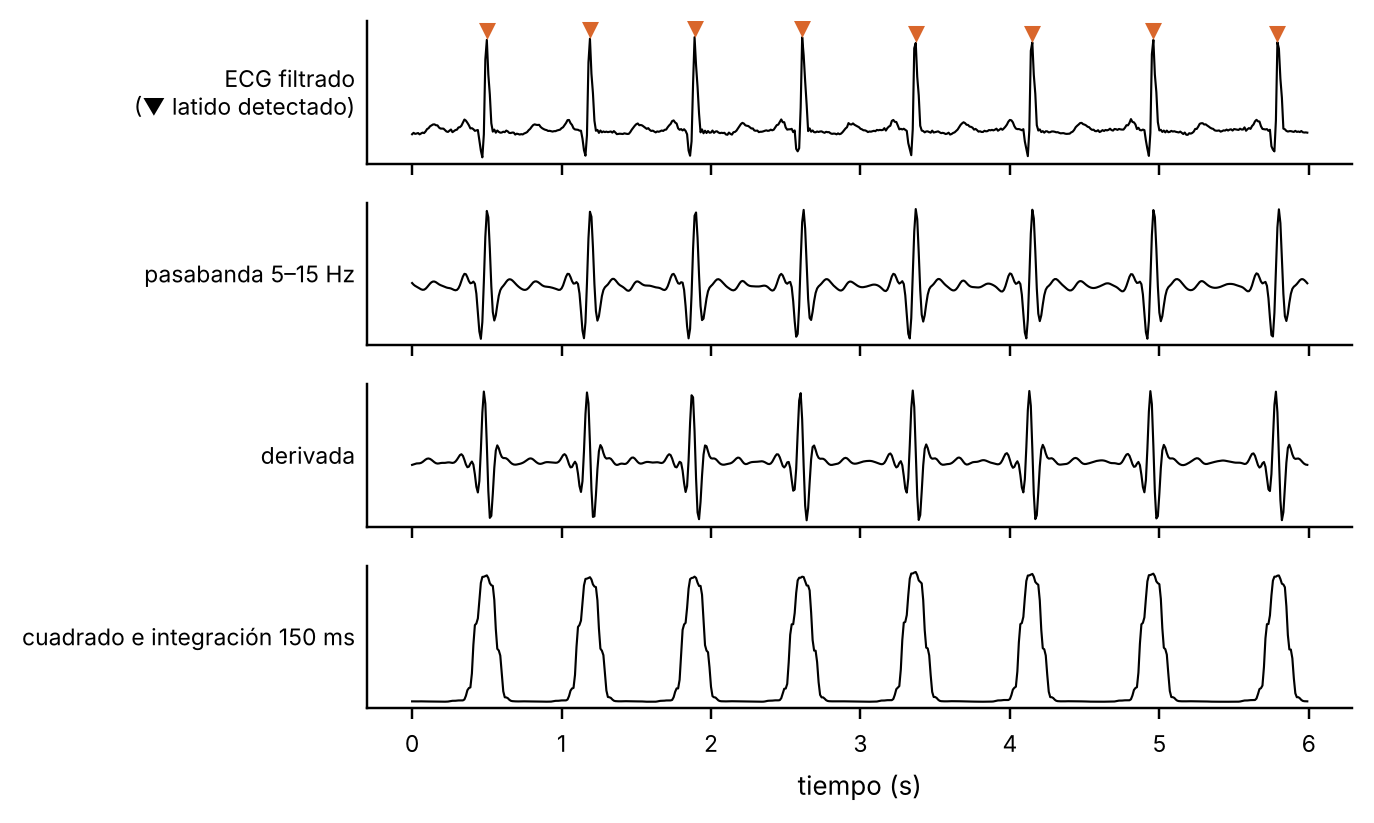 ECG filtrado
(▼ latido detectado)
pasabanda 5–15 Hz
derivada
cuadrado e integración 150 ms
0 1 2 3 4 5 6
tiempo (s)